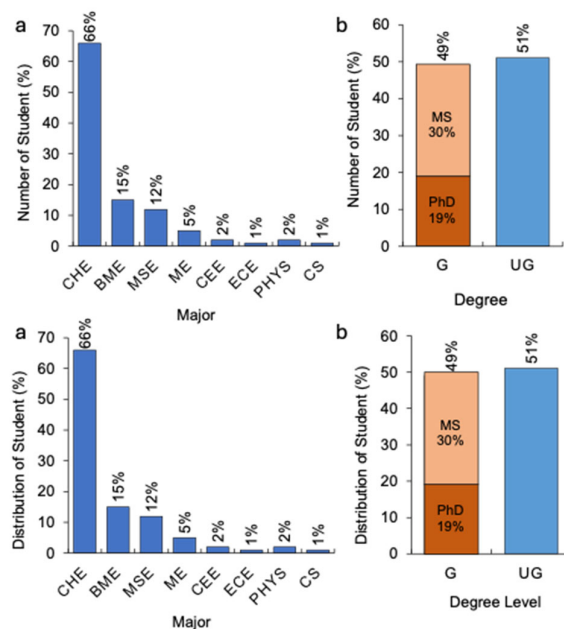 a
Number of Student (%)
70
60
50
40
30
20
10
0
66%
15%
12%
5%
2%
1%
2%
1%
CHE
BME
MSE
ME
CEE
ECE
PHYS
CS
Major
b
Number of Student (%)
60
50
40
30
20
10
0
49%
51%
MS
30%
PhD
19%
G
UG
Degree
a
Distribution of Student (%)
70
60
50
40
30
20
10
0
66%
15%
12%
5%
2%
1%
2%
1%
CHE
BME
MSE
ME
CEE
ECE
PHYS
CS
Major
b
Distribution of Student (%)
60
50
40
30
20
10
0
49%
51%
MS
30%
PhD
19%
G
UG
Degree Level